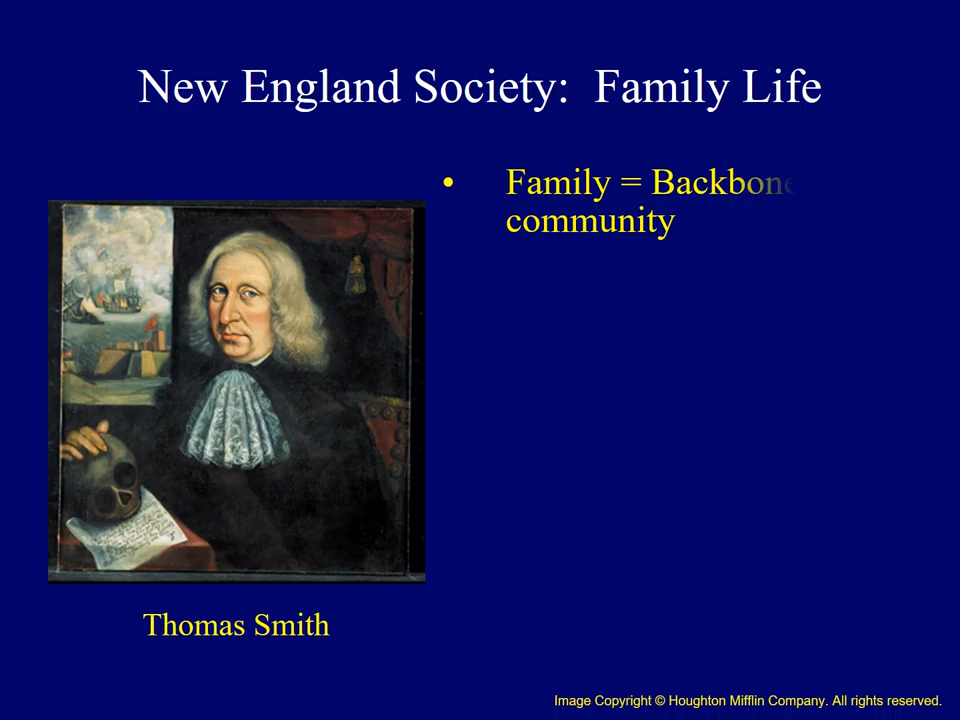 New England Society: Family Life
• Family = Backbone
community
Thomas Smith
Image Copyright © Houghton Mifflin Company. All rights reserved.